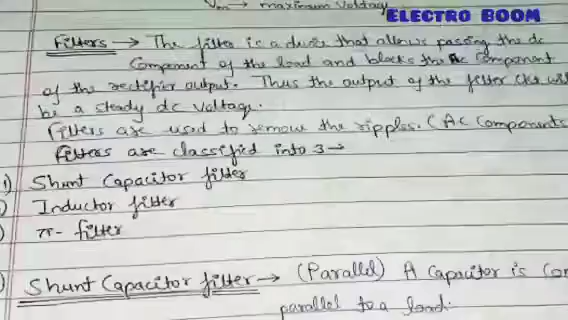 Vm → maximum Voltage
ELECTRO BOOM
Filters → The filter is a device that allows passing the dc
Component of the load and blocks the ac component
of the rectifier output. Thus the output of the filter ckt will
be a steady dc voltage.
Filters are used to remove the ripples. (AC Components
Filters are classified into 3 →
1) Shunt Capacitor filter
) Inductor filter
) π- filter
) Shunt Capacitor filter → (Parallel) A Capacitor is Con
parallel to a load.